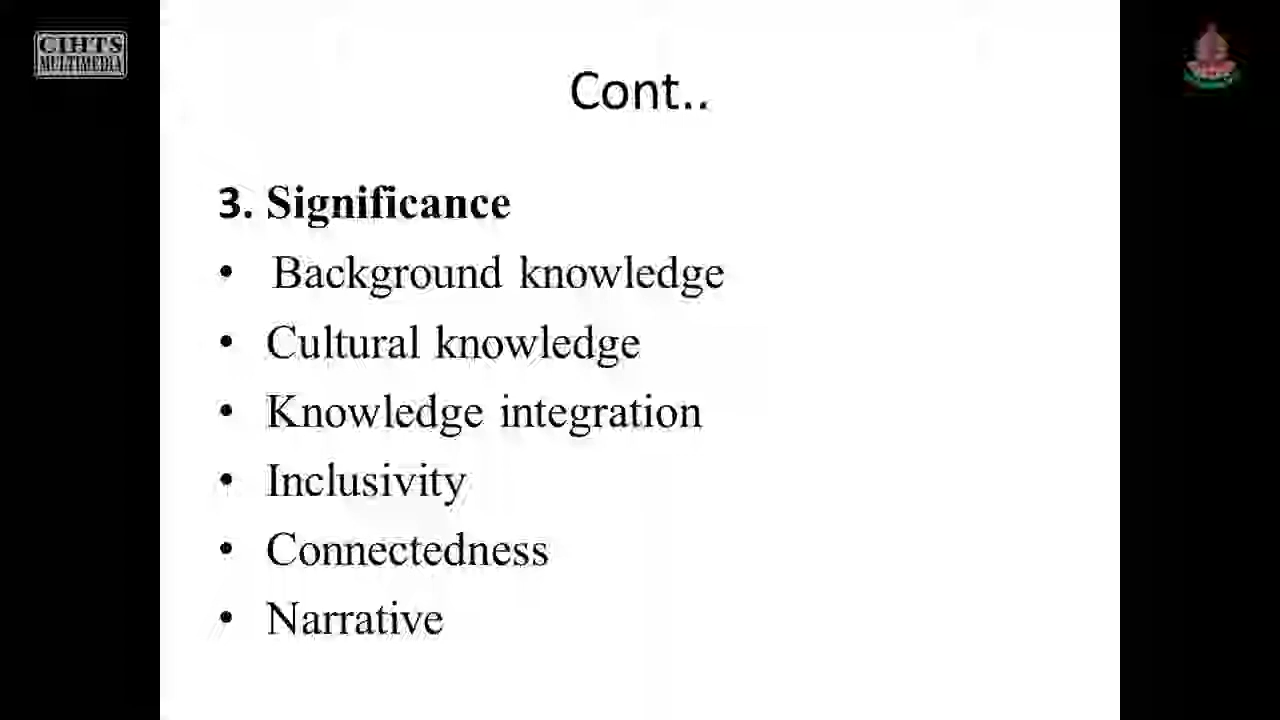 CIHTS
MULTIMEDIA
Cont..
3. Significance
• Background knowledge
• Cultural knowledge
• Knowledge integration
• Inclusivity
• Connectedness
• Narrative